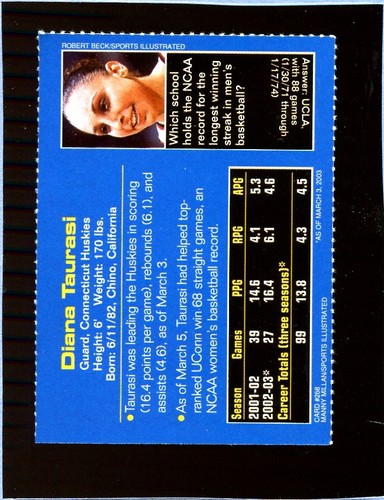 Diana Taurasi
Guard, Connecticut Huskies
Height: 6' Weight: 170 lbs.
Born: 6/11/82, Chino, California
• Taurasi was leading the Huskies in scoring
(16.4 points per game), rebounds (6.1), and
assists (4.6), as of March 3.
• As of March 5, Taurasi had helped top-
ranked UConn win 68 straight games, an
NCAA women's basketball record.
Season Games PPG RPG APG
2001-02 39 14.6 4.1 5.3
2002-03* 27 16.4 6.1 4.6
Career Totals (three seasons)*
99 13.8 4.3 4.5
CARD #266 *AS OF MARCH 3, 2003
MANNY MILLAN/SPORTS ILLUSTRATED
ROBERT BECK/SPORTS ILLUSTRATED
Which school
holds the NCAA
record for the
longest winning
streak in men's
basketball?
Answer: UCLA,
with 88 games
(1/30/71 through
1/17/74)